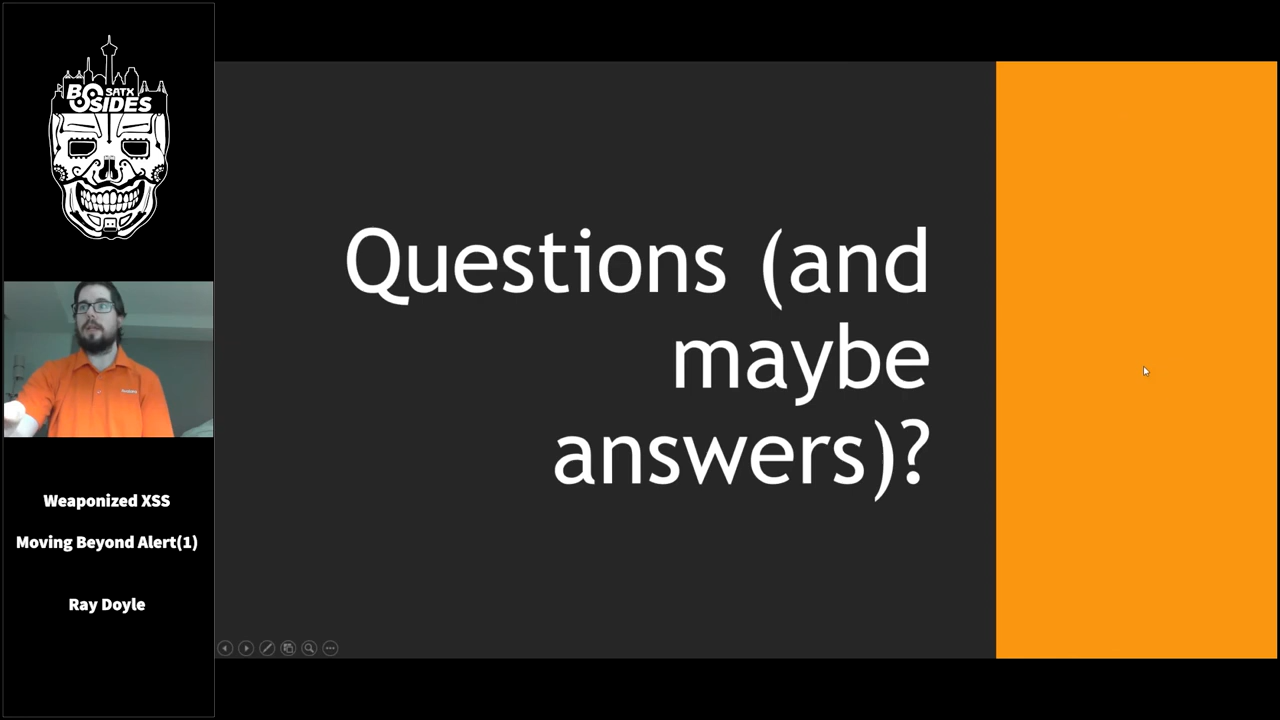 BSIDES
SATX
Weaponized XSS
Moving Beyond Alert(1)
Ray Doyle
Questions (and
maybe
answers)?